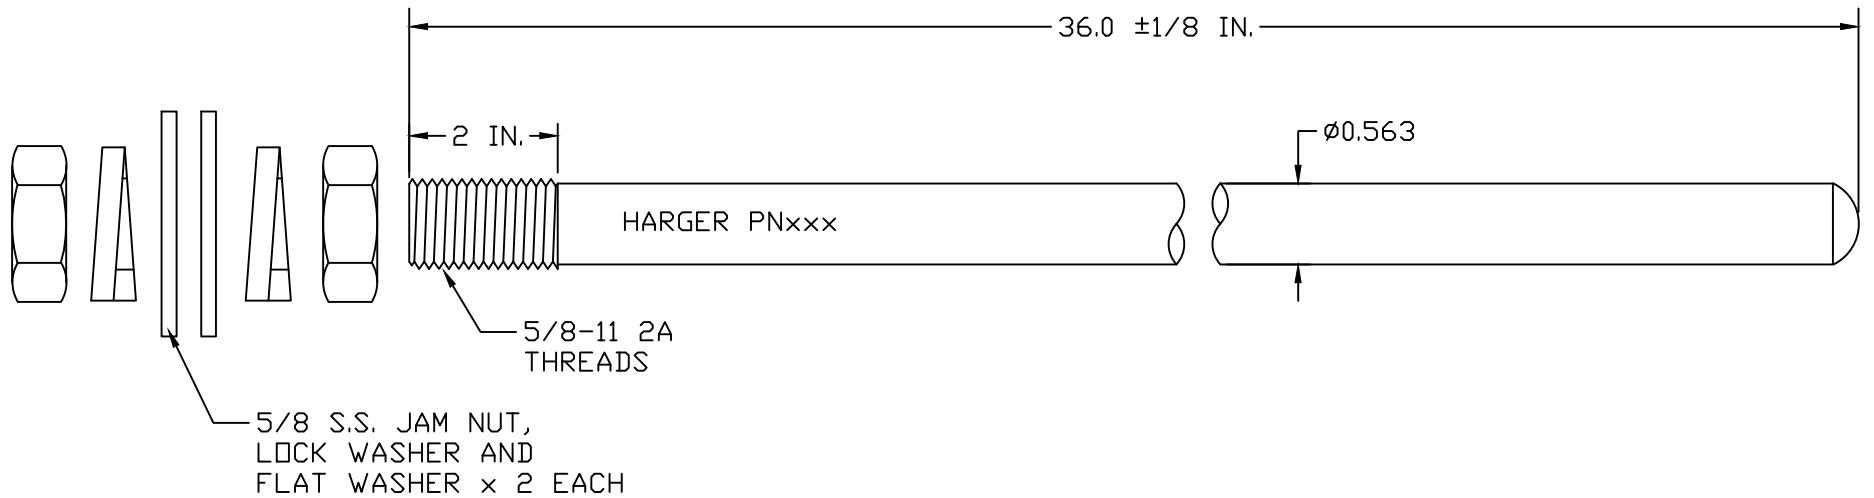 36.0 ±1/8 IN.
2 IN.
Ø0.563
HARGER PNxxx
5/8-11 2A
THREADS
5/8 S.S. JAM NUT,
LOCK WASHER AND
FLAT WASHER x 2 EACH